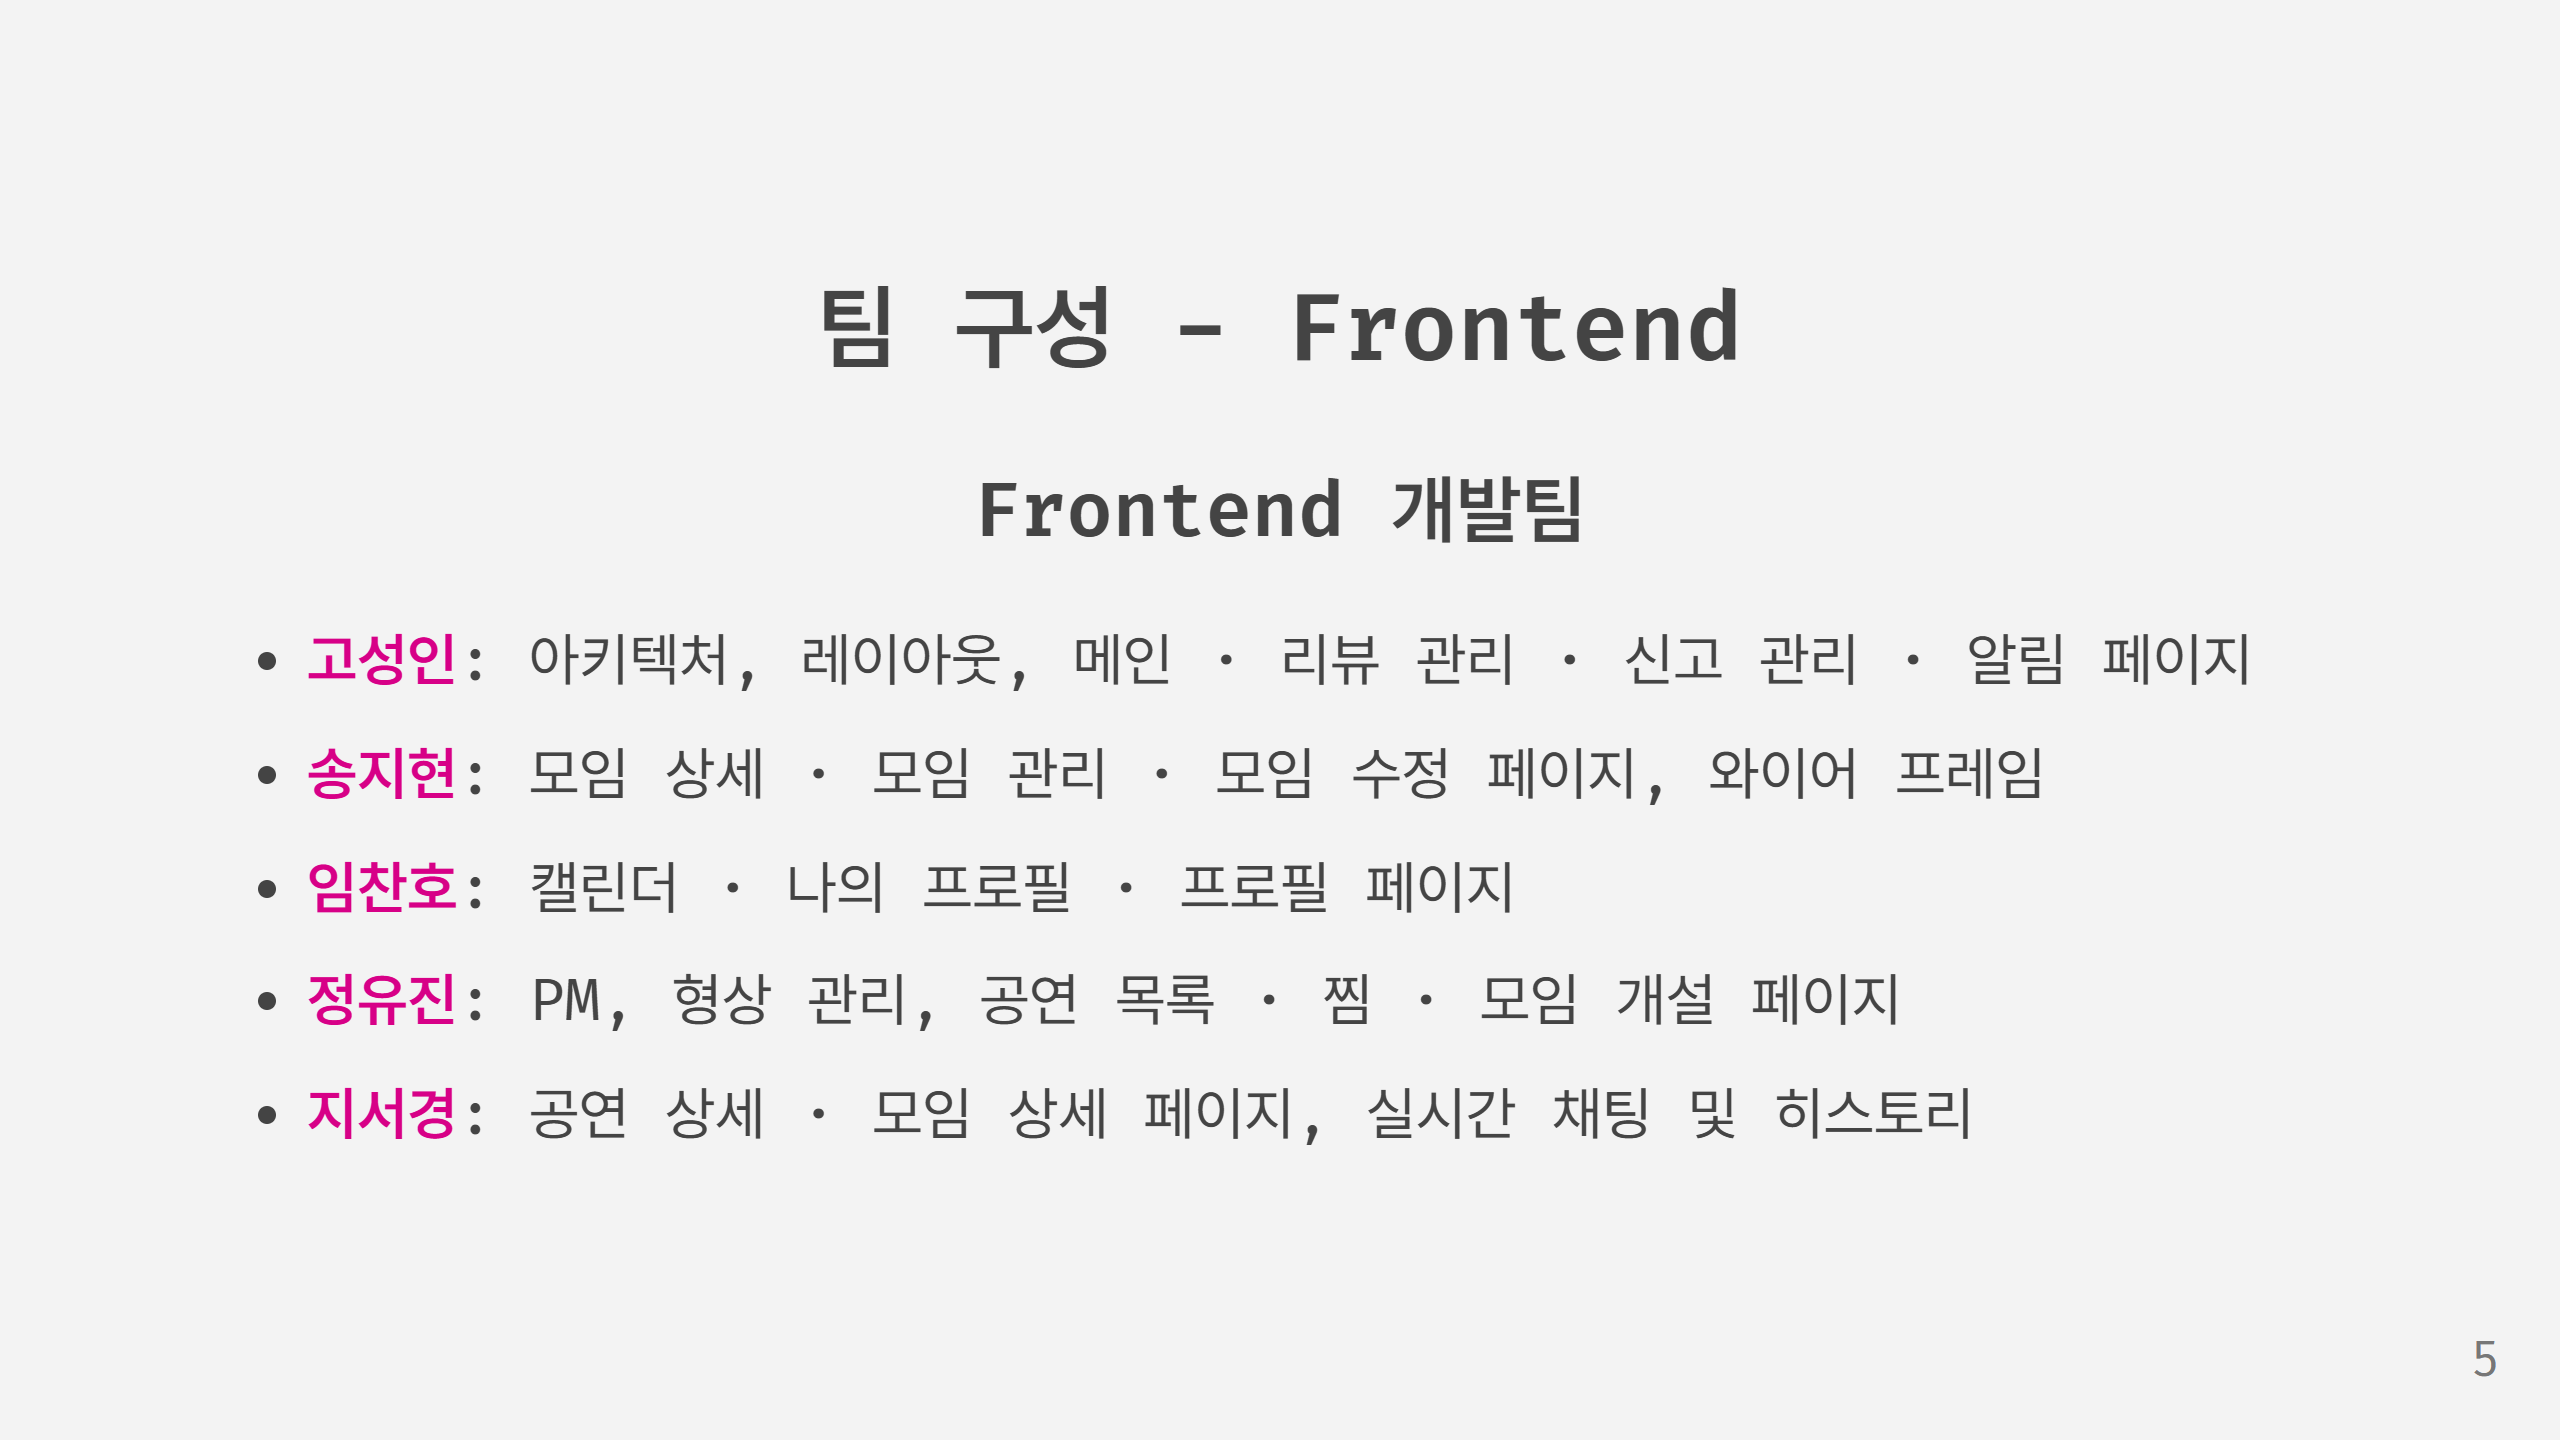 팀 구성 - Frontend
Frontend 개발팀
• 고성인: 아키텍처, 레이아웃, 메인 · 리뷰 관리 · 신고 관리 · 알림 페이지
• 송지현: 모임 상세 · 모임 관리 · 모임 수정 페이지, 와이어 프레임
• 임찬호: 캘린더 · 나의 프로필 · 프로필 페이지
• 정유진: PM, 형상 관리, 공연 목록 · 찜 · 모임 개설 페이지
• 지서경: 공연 상세 · 모임 상세 페이지, 실시간 채팅 및 히스토리
5